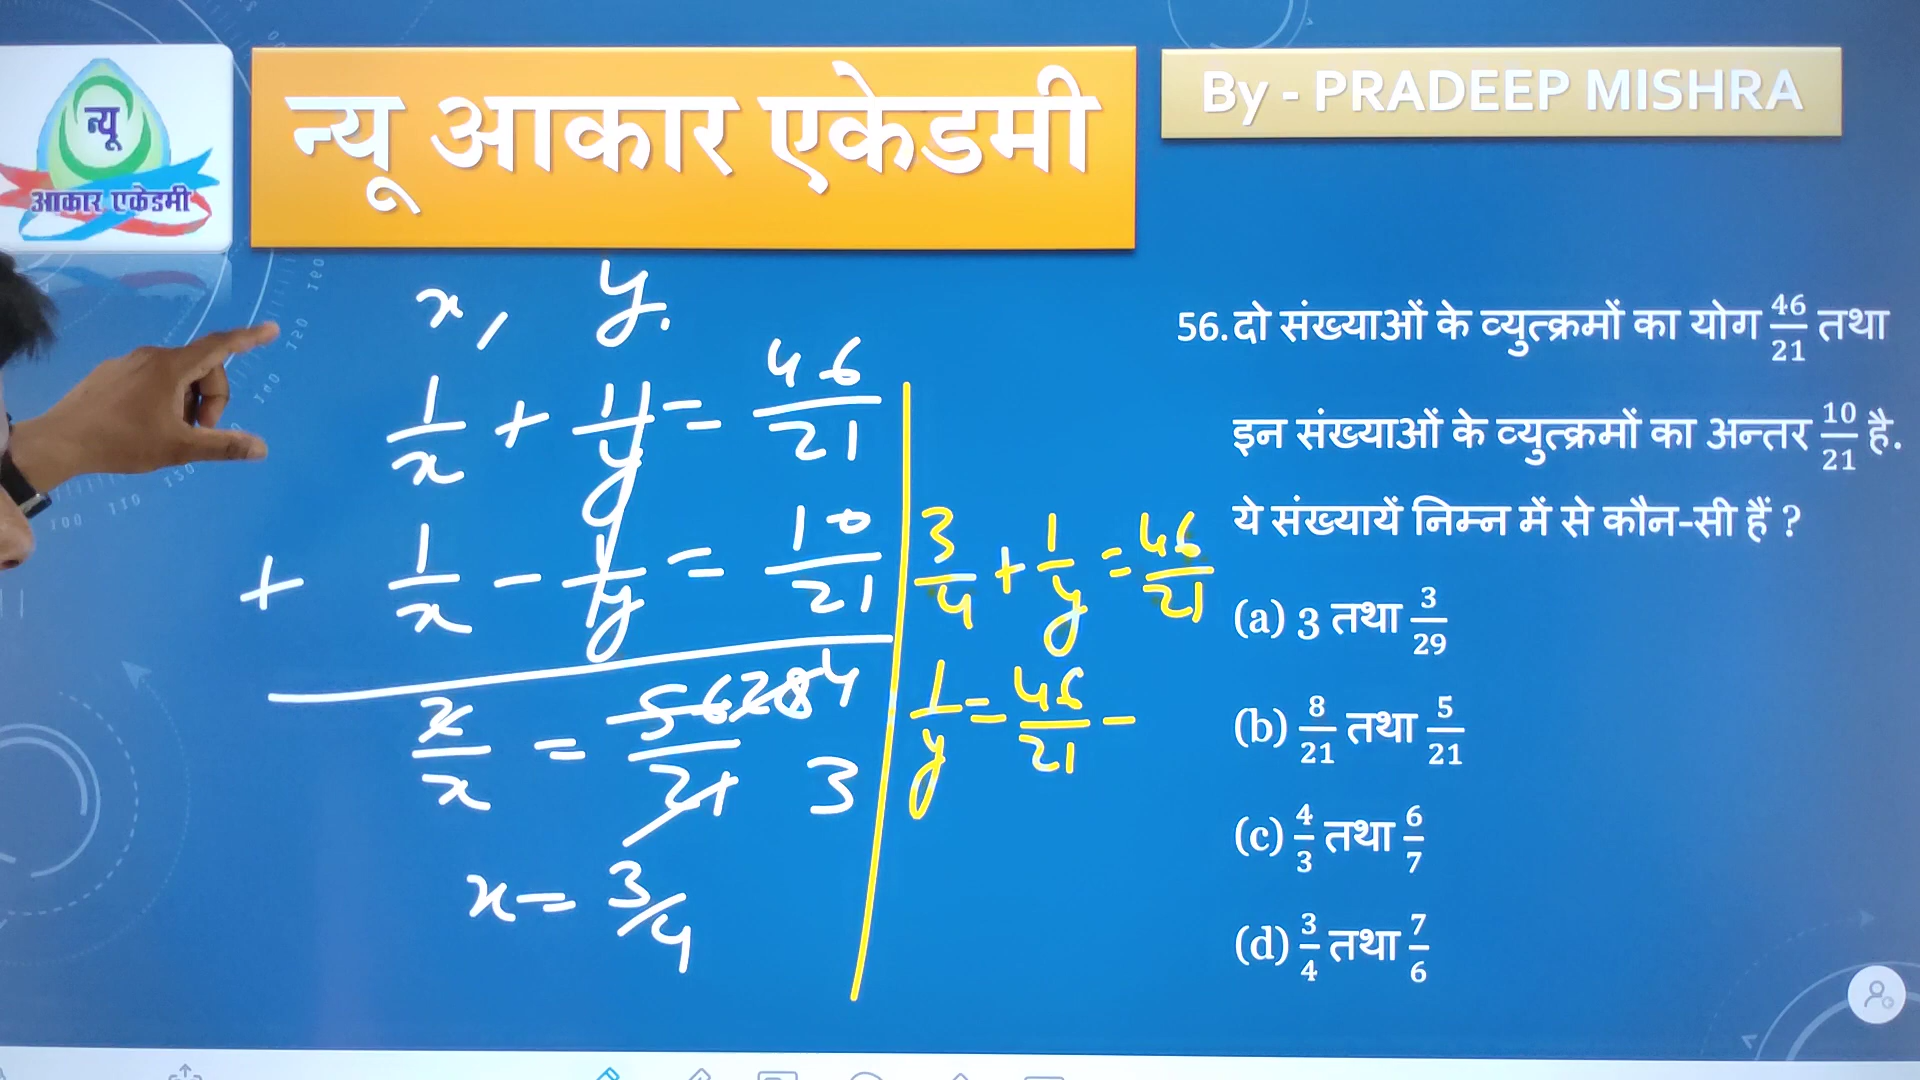 न्यू
आकार एकेडमी
न्यू आकार एकेडमी
By - PRADEEP MISHRA
x, y.
1/x + 1/y = 46/21
+ 1/x - 1/y = 10/21
2/x = 56/21 28 4 3
x = 3/4
3/4 + 1/y = 46/21
1/y = 46/21 -
56. दो संख्याओं के व्युत्क्रमों का योग 46/21 तथा
इन संख्याओं के व्युत्क्रमों का अन्तर 10/21 है.
ये संख्यायें निम्न में से कौन-सी हैं ?
(a) 3 तथा 3/29
(b) 8/21 तथा 5/21
(c) 4/3 तथा 6/7
(d) 3/4 तथा 7/6